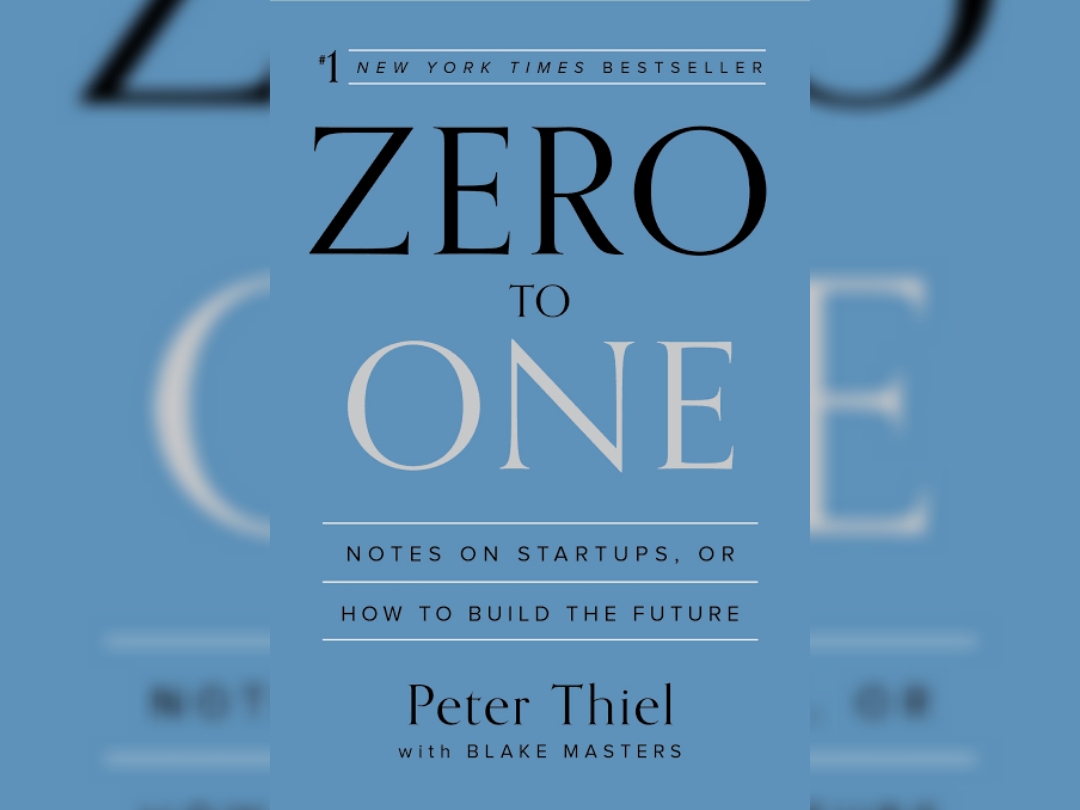 #1 NEW YORK TIMES BESTSELLER
ZERO
TO
ONE
NOTES ON STARTUPS, OR
HOW TO BUILD THE FUTURE
Peter Thiel
with BLAKE MASTERS